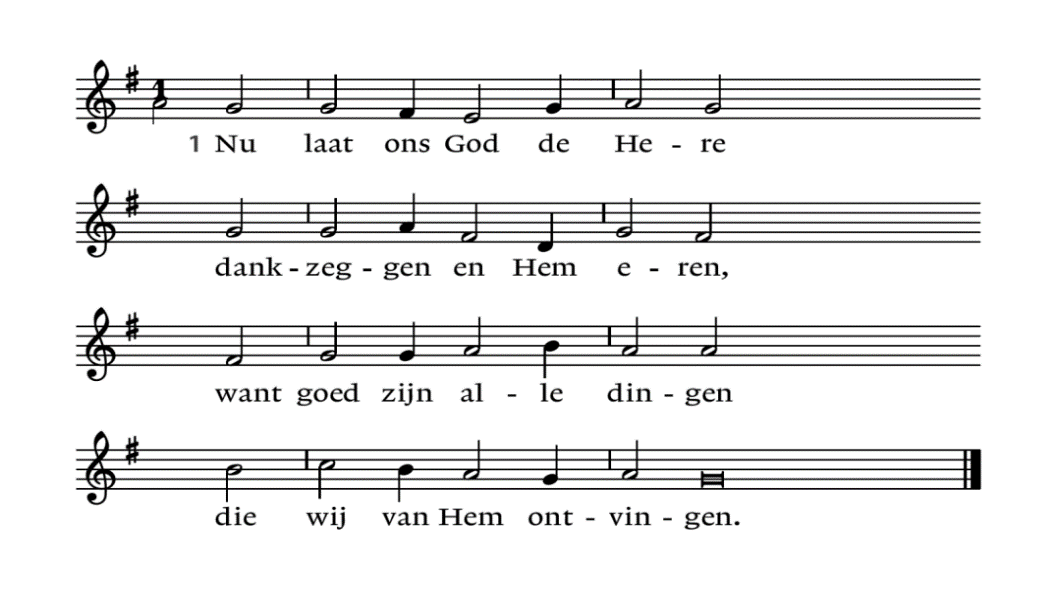 1 Nu laat ons God de He - re
dank - zeg - gen en Hem e - ren,
want goed zijn al - le din - gen
die wij van Hem ont - vin - gen.